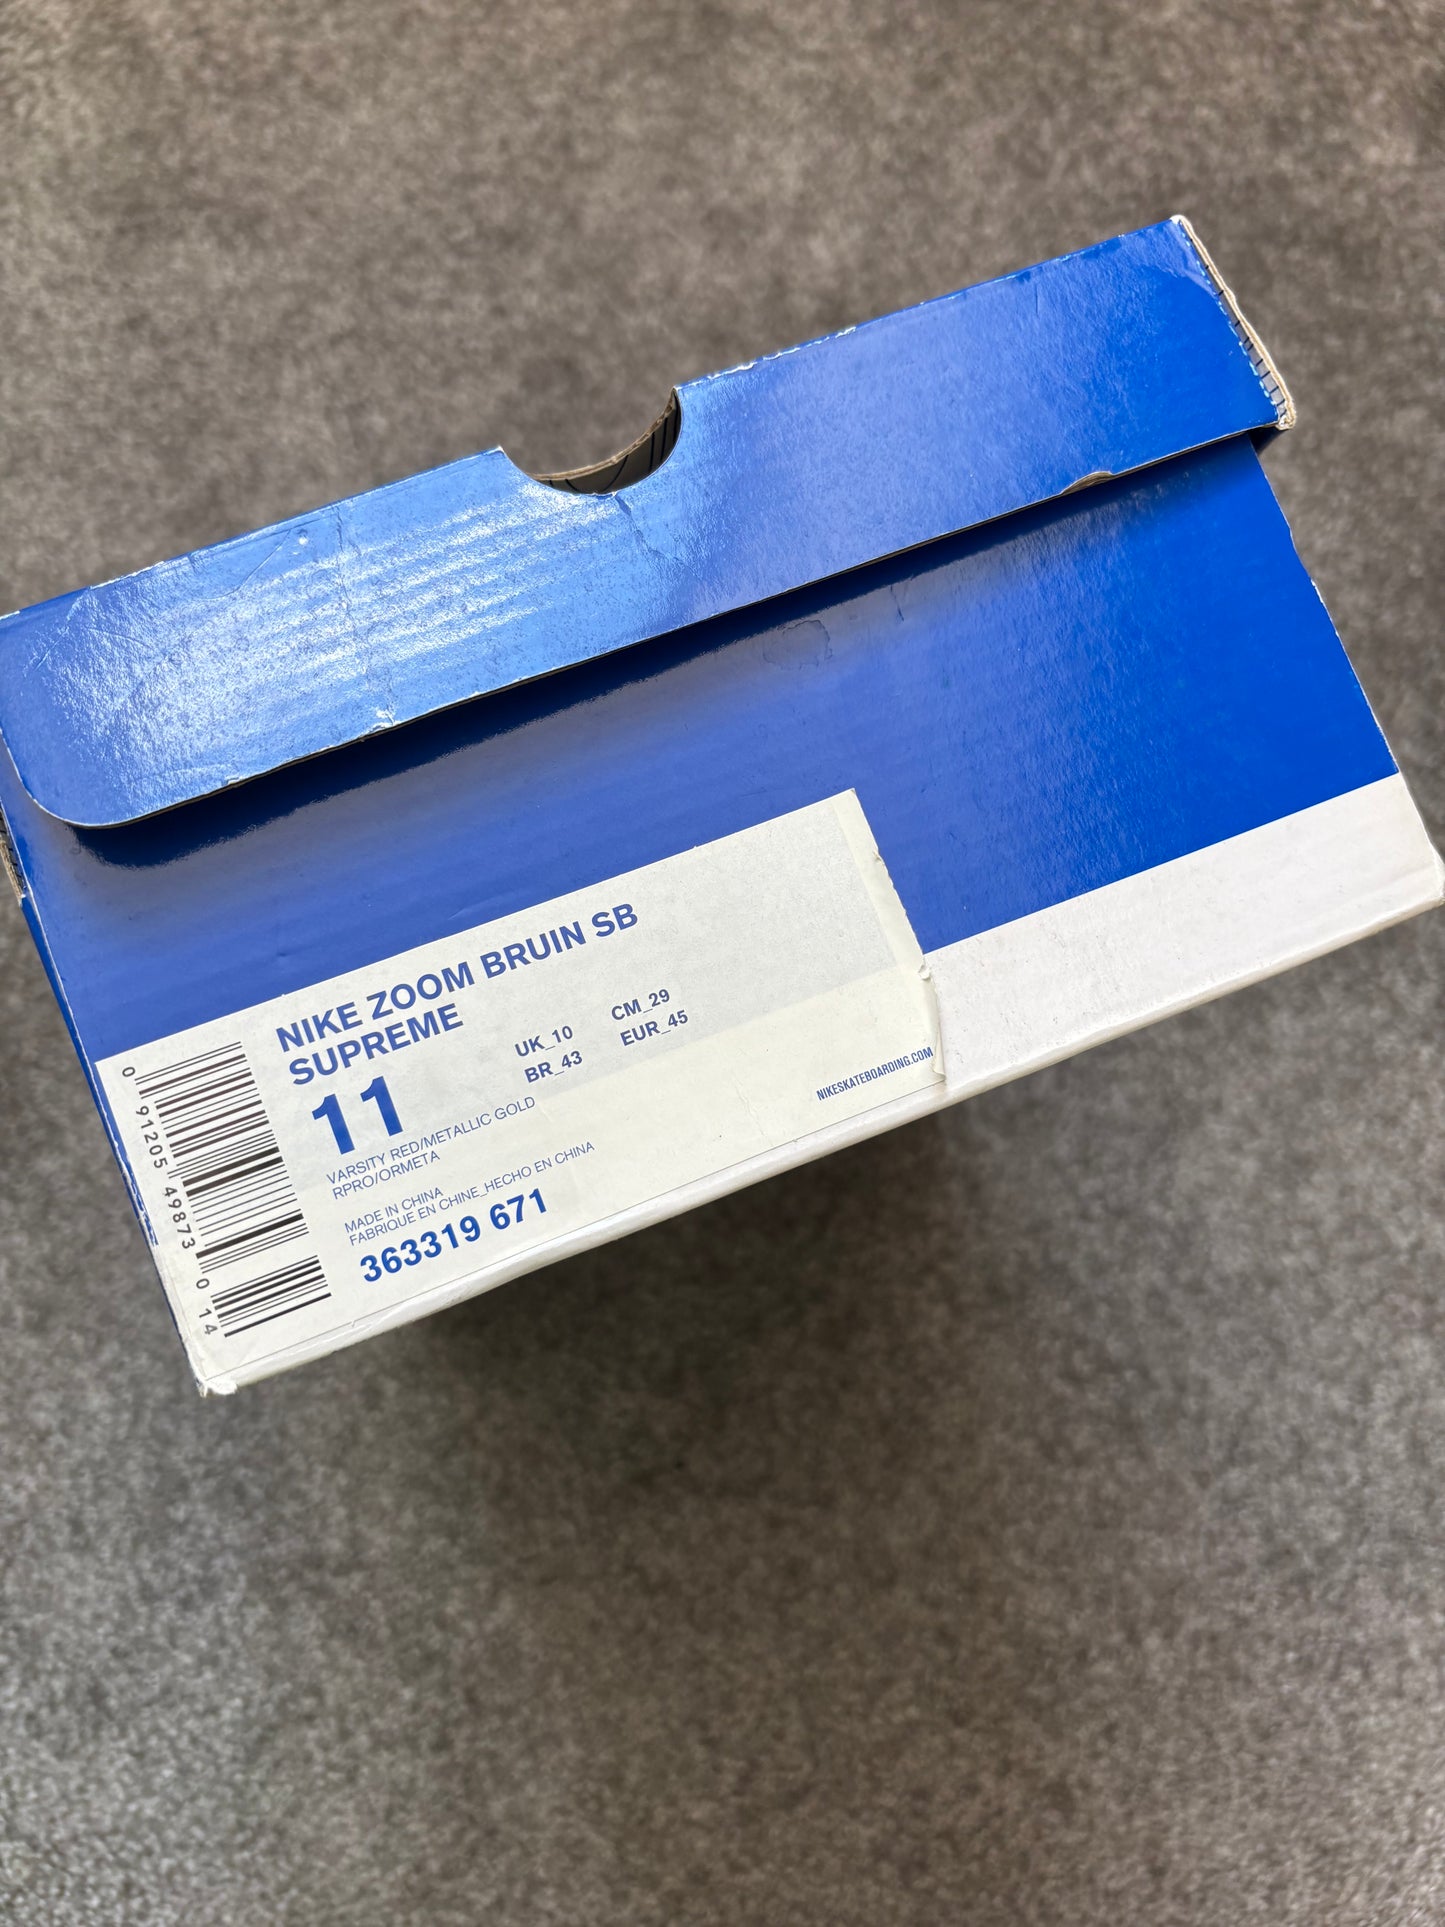 NIKE ZOOM BRUIN SB
SUPREME
11
UK_10
CM_29
BR_43
EUR_45
VARSITY RED/METALLIC GOLD
RPRO/ORMETA
MADE IN CHINA
FABRIQUE EN CHINE_HECHO EN CHINA
363319 671
NIKESKATEBOARDING.COM
0 91205 49873 0 14